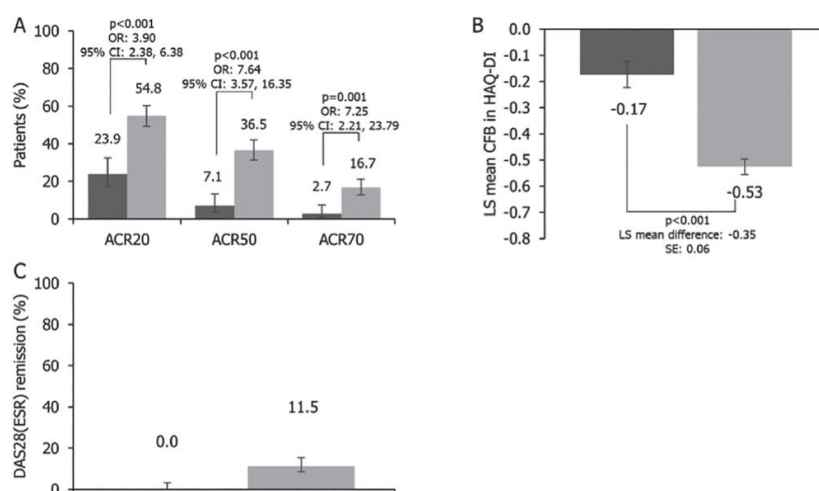 A
100
80
60
40
20
0
Patients (%)
p<0.001
OR: 3.90
95% CI: 2.38, 6.38
23.9
54.8
p<0.001
OR: 7.64
95% CI: 3.57, 16.35
7.1
36.5
p=0.001
OR: 7.25
95% CI: 2.21, 23.79
2.7
16.7
ACR20 ACR50 ACR70
B
0.0
-0.1
-0.2
-0.3
-0.4
-0.5
-0.6
-0.7
-0.8
LS mean CFB in HAQ-DI
-0.17
-0.53
p<0.001
LS mean difference: -0.35
SE: 0.06
C
100
80
60
40
20
0
DAS28(ESR) remission (%)
0.0
11.5